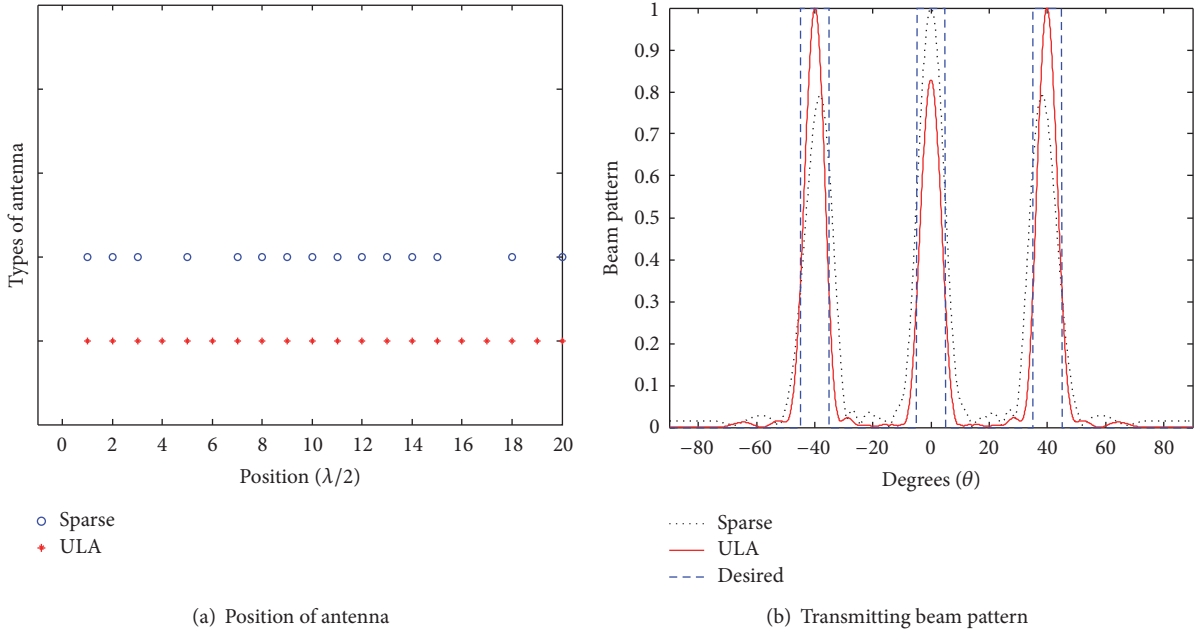 Types of antenna
0 2 4 6 8 10 12 14 16 18 20
Position (λ/2)
Sparse
ULA
(a) Position of antenna
1
0.9
0.8
0.7
0.6
0.5
0.4
0.3
0.2
0.1
0
Beam pattern
−80 −60 −40 −20 0 20 40 60 80
Degrees (θ)
Sparse
ULA
Desired
(b) Transmitting beam pattern